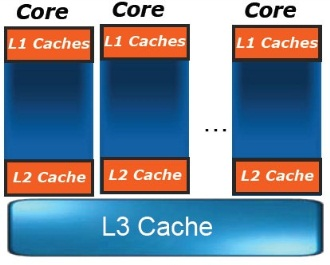 Core Core Core
L1 Caches L1 Caches L1 Caches
...
L2 Cache L2 Cache L2 Cache
L3 Cache